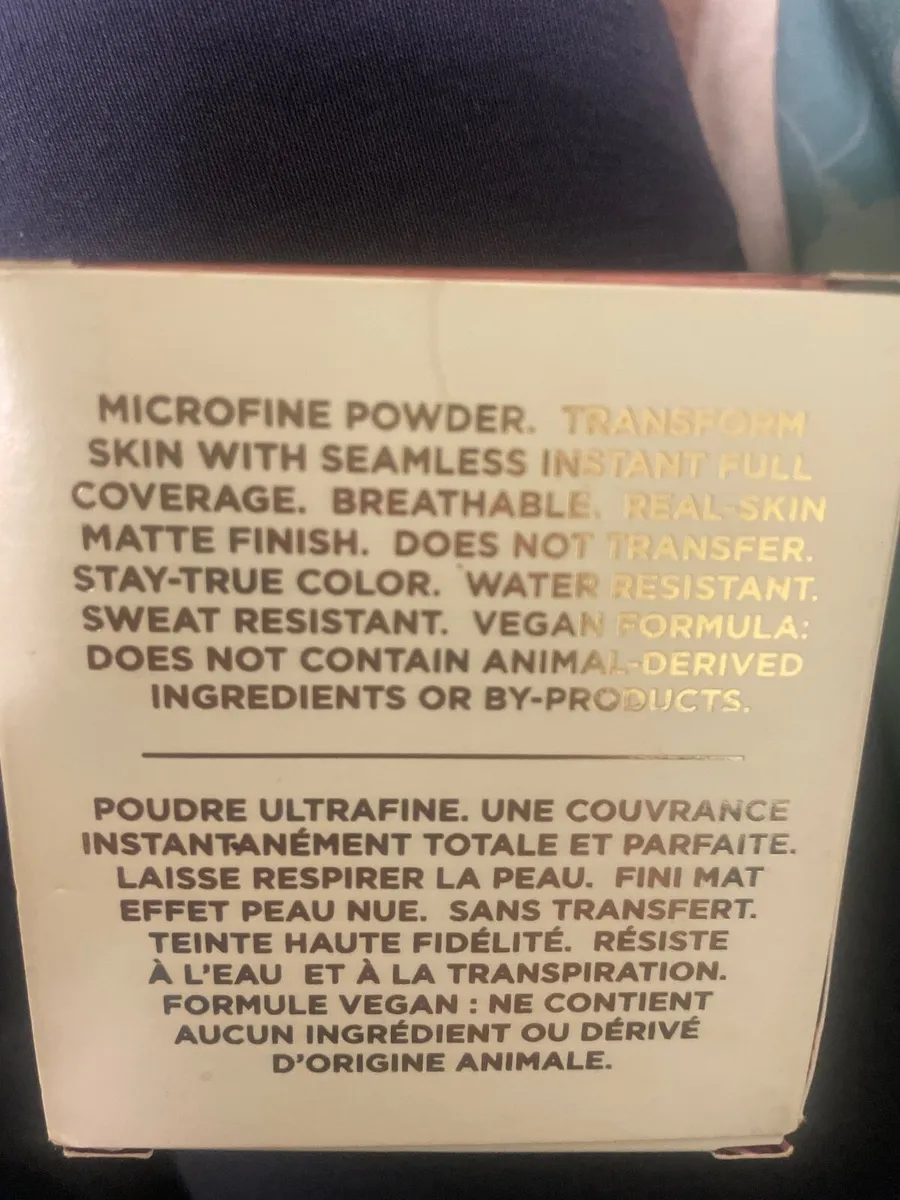 MICROFINE POWDER. TRANSFORM
SKIN WITH SEAMLESS INSTANT FULL
COVERAGE. BREATHABLE. REAL-SKIN
MATTE FINISH. DOES NOT TRANSFER.
STAY-TRUE COLOR. WATER RESISTANT.
SWEAT RESISTANT. VEGAN FORMULA:
DOES NOT CONTAIN ANIMAL-DERIVED
INGREDIENTS OR BY-PRODUCTS.
POUDRE ULTRAFINE. UNE COUVRANCE
INSTANTANÉMENT TOTALE ET PARFAITE.
LAISSE RESPIRER LA PEAU. FINI MAT
EFFET PEAU NUE. SANS TRANSFERT.
TEINTE HAUTE FIDÉLITÉ. RÉSISTE
À L'EAU ET À LA TRANSPIRATION.
FORMULE VEGAN : NE CONTIENT
AUCUN INGRÉDIENT OU DÉRIVÉ
D'ORIGINE ANIMALE.